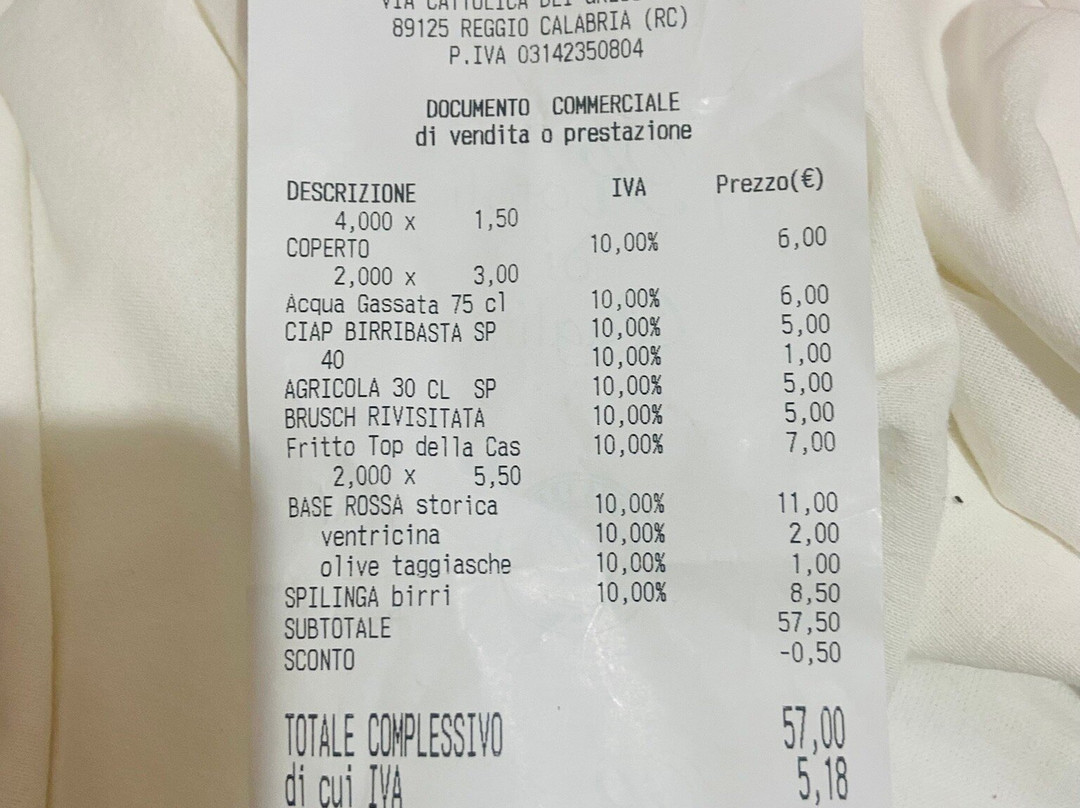 VIA CATTOLICA DEI
89125 REGGIO CALABRIA (RC)
P.IVA 03142350804
DOCUMENTO COMMERCIALE
di vendita o prestazione
DESCRIZIONE IVA Prezzo(€)
4,000 x 1,50
COPERTO 10,00% 6,00
2,000 x 3,00
Acqua Gassata 75 cl 10,00% 6,00
CIAP BIRRIBASTA SP 10,00% 5,00
40 10,00% 1,00
AGRICOLA 30 CL SP 10,00% 5,00
BRUSCH RIVISITATA 10,00% 5,00
Fritto Top della Cas 10,00% 7,00
2,000 x 5,50
BASE ROSSA storica 10,00% 11,00
ventricina 10,00% 2,00
olive taggiasche 10,00% 1,00
SPILINGA birri 10,00% 8,50
SUBTOTALE 57,50
SCONTO -0,50
TOTALE COMPLESSIVO 57,00
di cui IVA 5,18